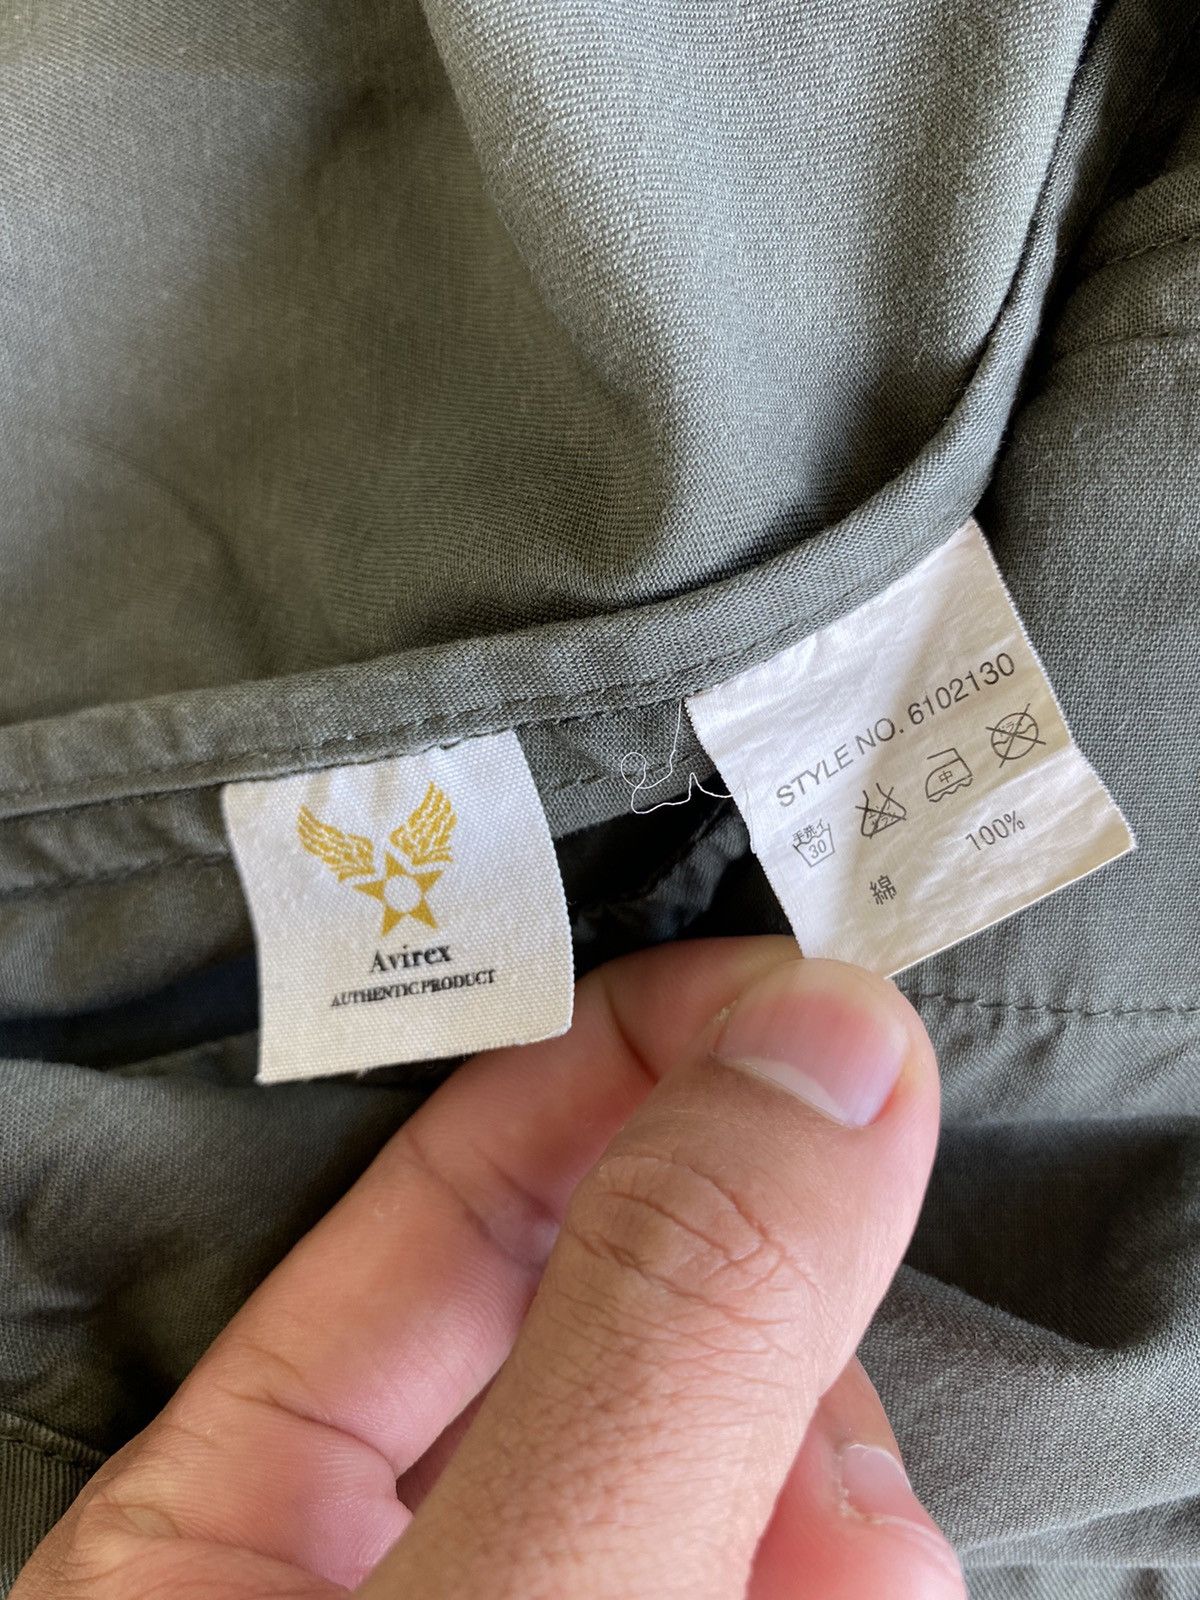 Avirex
AUTHENTIC PRODUCT
STYLE NO. 6102130
手洗イ
30
中
100%
綿